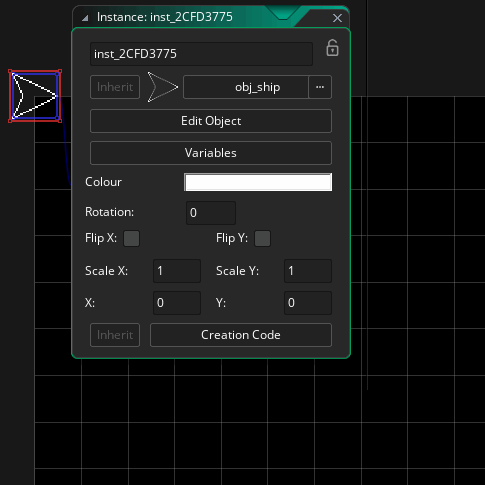 Instance: inst_2CFD3775
inst_2CFD3775
Inherit obj_ship ...
Edit Object
Variables
Colour
Rotation: 0
Flip X: Flip Y:
Scale X: 1 Scale Y: 1
X: 0 Y: 0
Inherit Creation Code